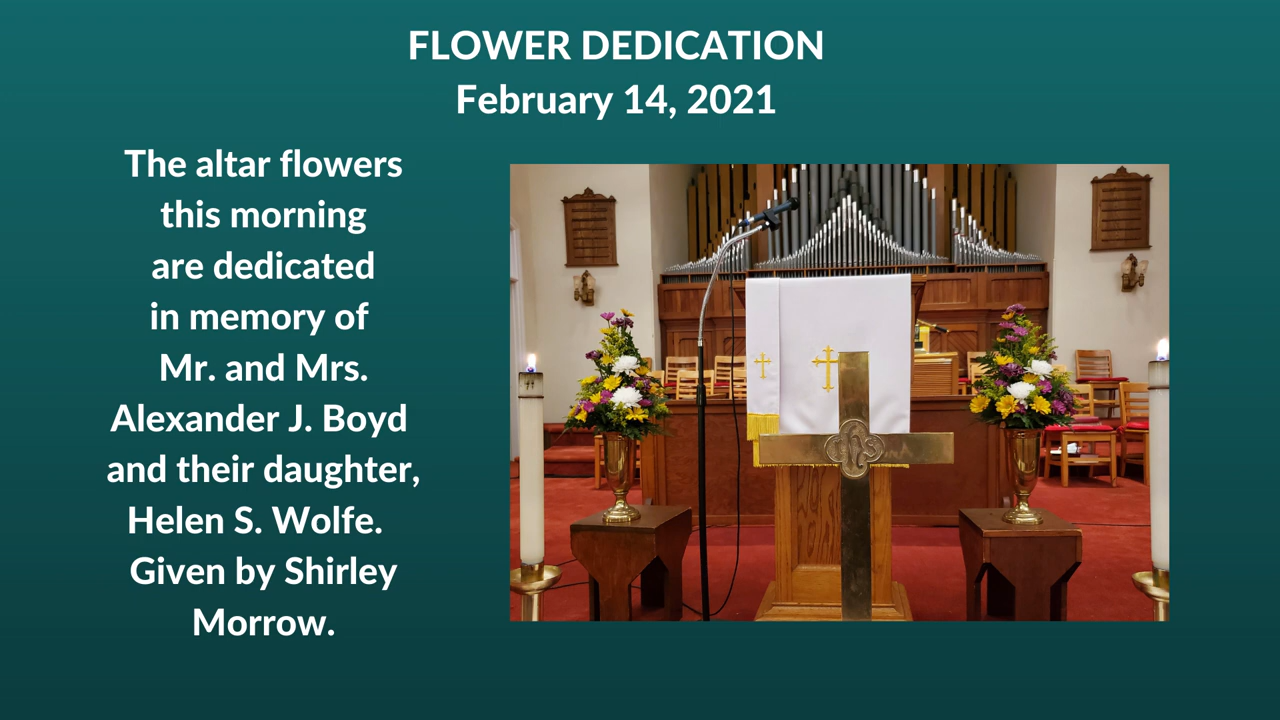 FLOWER DEDICATION
February 14, 2021
The altar flowers
this morning
are dedicated
in memory of
Mr. and Mrs.
Alexander J. Boyd
and their daughter,
Helen S. Wolfe.
Given by Shirley
Morrow.
IHS